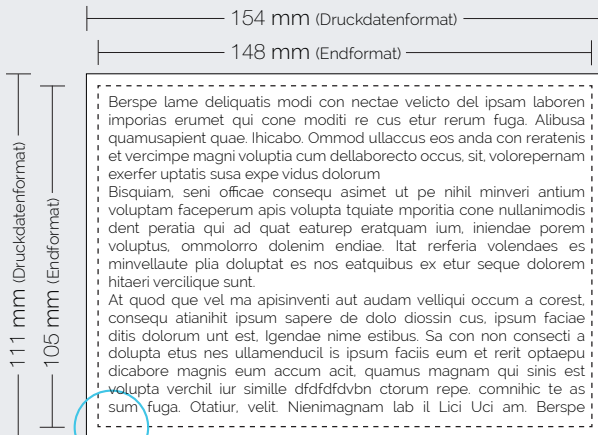 154 mm (Druckdatenformat)
148 mm (Endformat)
111 mm (Druckdatenformat)
105 mm (Endformat)
Berspe lame deliquatis modi con nectae velicto del ipsam laboren
imporias erumet qui cone moditi re cus etur rerum fuga. Alibusa
quamusapient quae. Ihicabo. Ommod ullaccus eos anda con reratenis
et vercimpe magni voluptia cum dellaborecto occus, sit, volorepernam
exerfer uptatis susa expe vidus dolorum
Bisquiam, seni officae consequ asimet ut pe nihil minveri antium
voluptam faceperum apis volupta tquiate mporitia cone nullanimodis
dent peratia qui ad quat eaturep eratquam ium, iniendae porem
voluptus, ommolorro dolenim endiae. Itat rerferia volendaes es
minvellaute plia doluptat es nos eatquibus ex etur seque dolorem
hitaeri vercilique sunt.
At quod que vel ma apisinventi aut audam velliqui occum a corest,
consequ atianihit ipsum sapere de dolo diossin cus, ipsum faciae
ditis dolorum unt est, Igendae nime estibus. Sa con non consecti a
dolupta etus nes ullamenducil is ipsum faciis eum et rerit optaepu
dicabore magnis eum accum acit, quamus magnam qui sinis est
volupta verchil iur simille dfdfdfdvbn ctorum repe. comnihic te as
sum fuga. Otatiur, velit. Nienimagnam lab il Lici Uci am. Berspe